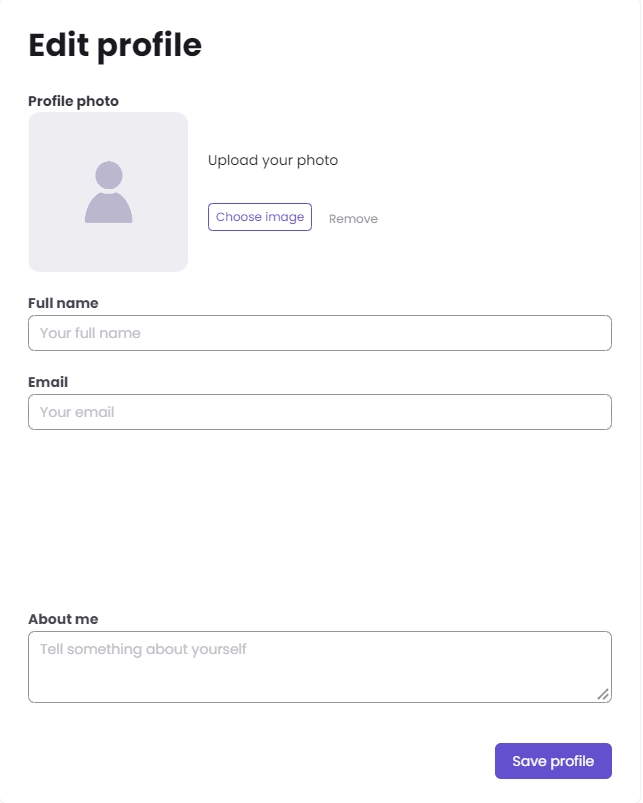 Edit profile
Profile photo
Upload your photo
Choose image Remove
Full name
Your full name
Email
Your email
About me
Tell something about yourself
Save profile